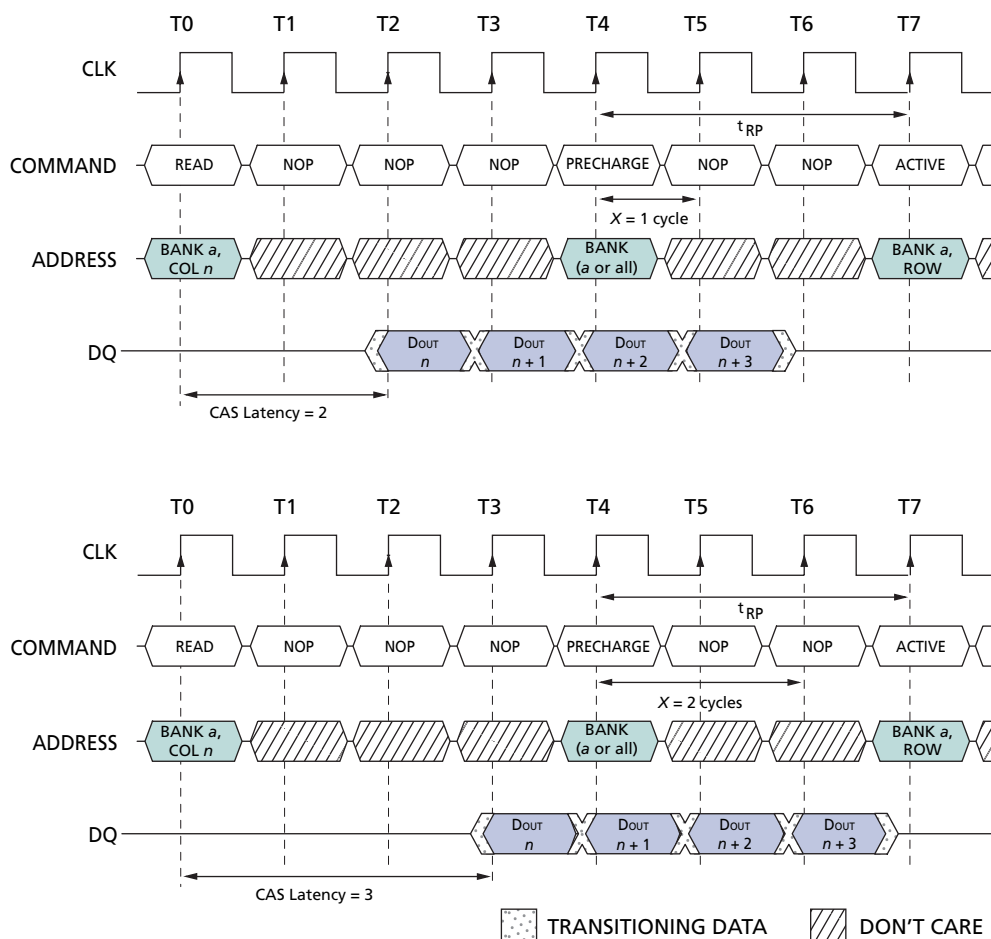 T0 T1 T2 T3 T4 T5 T6 T7
CLK
tRP
COMMAND READ NOP NOP NOP PRECHARGE NOP NOP ACTIVE
X = 1 cycle
ADDRESS BANK a, COL n BANK (a or all) BANK a, ROW
DQ DOUT n DOUT n + 1 DOUT n + 2 DOUT n + 3
CAS Latency = 2
T0 T1 T2 T3 T4 T5 T6 T7
CLK
tRP
COMMAND READ NOP NOP NOP PRECHARGE NOP NOP ACTIVE
X = 2 cycles
ADDRESS BANK a, COL n BANK (a or all) BANK a, ROW
DQ DOUT n DOUT n + 1 DOUT n + 2 DOUT n + 3
CAS Latency = 3
TRANSITIONING DATA DON'T CARE